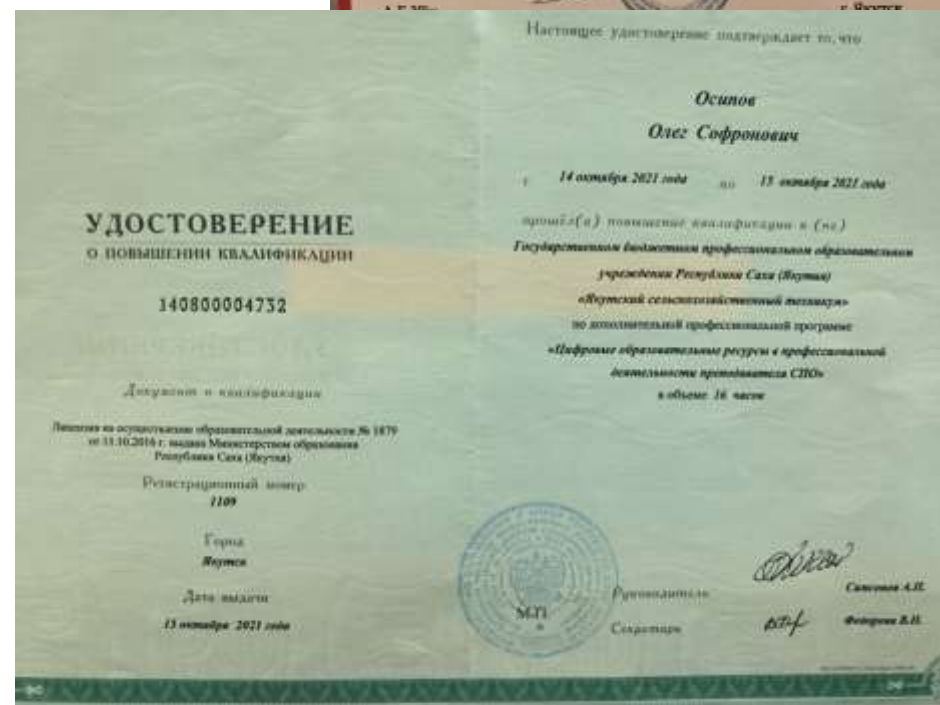 г. Якутск
УДОСТОВЕРЕНИЕ
О ПОВЫШЕНИИ КВАЛИФИКАЦИИ
140800004732
Документ о квалификации
Лицензия на осуществление образовательной деятельности № 1879
от 11.10.2016 г. выдана Министерством образования
Республики Саха (Якутия)
Регистрационный номер
1109
Город
Якутск
Дата выдачи
15 октября 2021 года
Настоящее удостоверение подтверждает то, что
Осипов
Олег Софронович
с 14 октября 2021 года по 15 октября 2021 года
прошёл(а) повышение квалификации в (на)
Государственном бюджетном профессиональном образовательном
учреждении Республики Саха (Якутия)
«Якутский сельскохозяйственный техникум»
по дополнительной профессиональной программе
«Цифровые образовательные ресурсы в профессиональной
деятельности преподавателя СПО»
в объеме 16 часов
М.П.
Руководитель
Секретарь
Федорова В.Н.